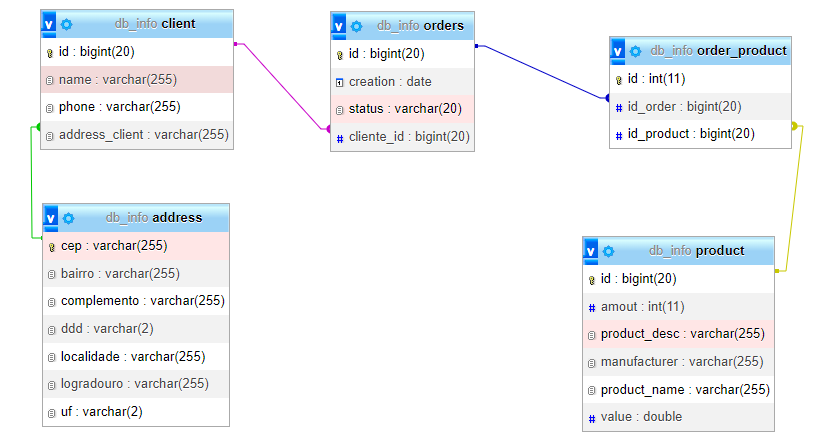 v db_info client
id : bigint(20)
name : varchar(255)
phone : varchar(255)
address_client : varchar(255)
v db_info orders
id : bigint(20)
creation : date
status : varchar(20)
# cliente_id : bigint(20)
v db_info order_product
id : int(11)
# id_order : bigint(20)
# id_product : bigint(20)
v db_info address
cep : varchar(255)
bairro : varchar(255)
complemento : varchar(255)
ddd : varchar(2)
localidade : varchar(255)
logradouro : varchar(255)
uf : varchar(2)
v db_info product
id : bigint(20)
# amout : int(11)
product_desc : varchar(255)
manufacturer : varchar(255)
product_name : varchar(255)
# value : double